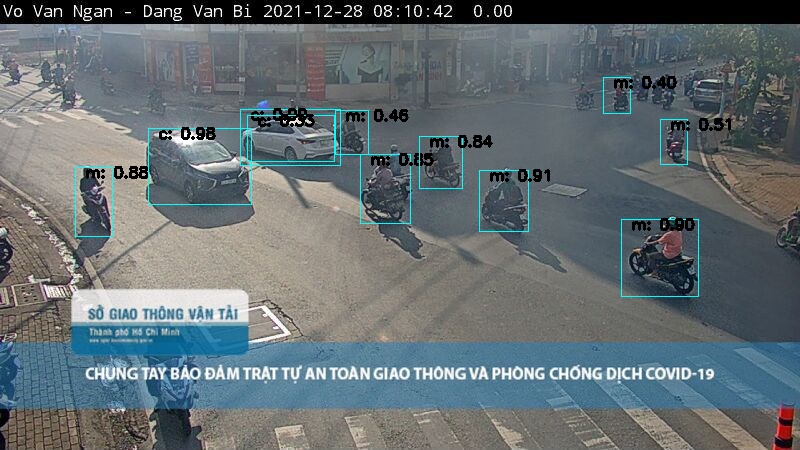 Vo Van Ngan - Dang Van Bi 2021-12-28 08:10:42 0.00
m: 0.40
m: 0.46
m: 0.51
c: 0.98
m: 0.84
m: 0.85
m: 0.88
m: 0.91
m: 0.90
SỞ GIAO THÔNG VẬN TẢI
Thành phố Hồ Chí Minh
CHUNG TAY BẢO ĐẢM TRẬT TỰ AN TOÀN GIAO THÔNG VÀ PHÒNG CHỐNG DỊCH COVID-19